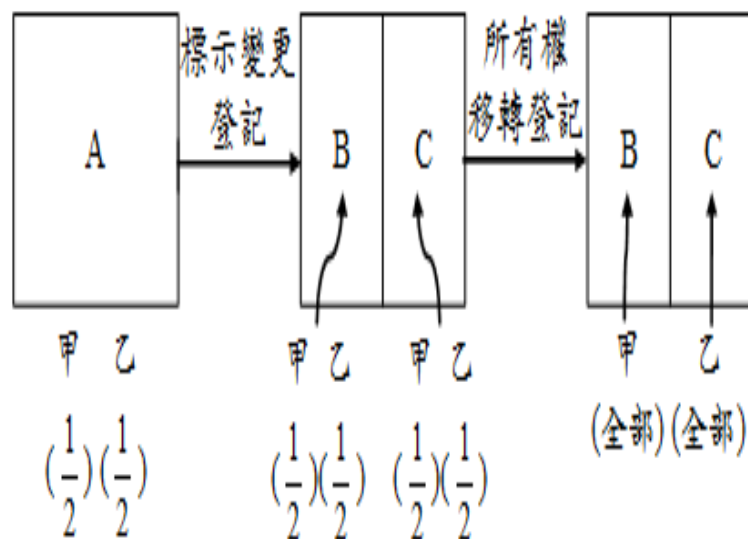 標示變更
登記
所有權
移轉登記
A
B C
B C
甲 乙
甲 乙 甲 乙
甲 乙
(1/2)(1/2)
(1/2)(1/2) (1/2)(1/2)
(全部)(全部)